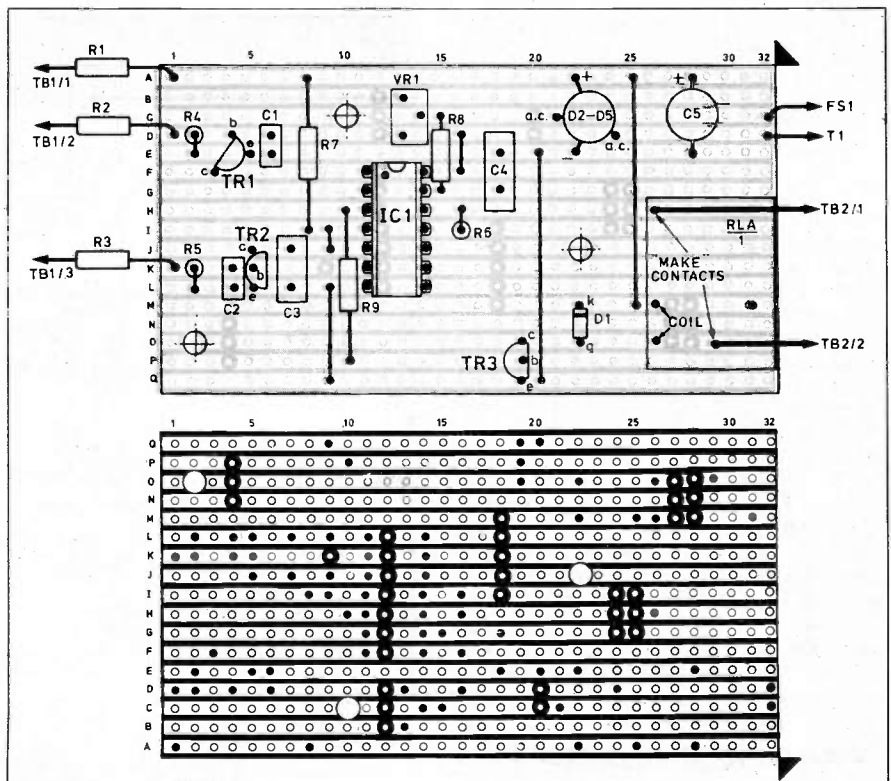 R1
TB1/1
R2
TB1/2
R3
TB1/3
1 5 10 15 20 25 30 32
A
B
C
D
E
F
G
H
I
J
K
L
M
N
O
P
Q
R4
b
e
c
TR1
C1
R7
VR1
R8
C4
a.c.
+
D2-D5
a.c.
–
+
C5
FS1
T1
IC1
R6
R5
TR2
c
b
e
C2
C3
R9
TR3
c
b
e
k
D1
a
RLA
1
MAKE
CONTACTS
COIL
TB2/1
TB2/2
1 5 10 15 20 25 30 32
Q
P
O
N
M
L
K
J
I
H
G
F
E
D
C
B
A